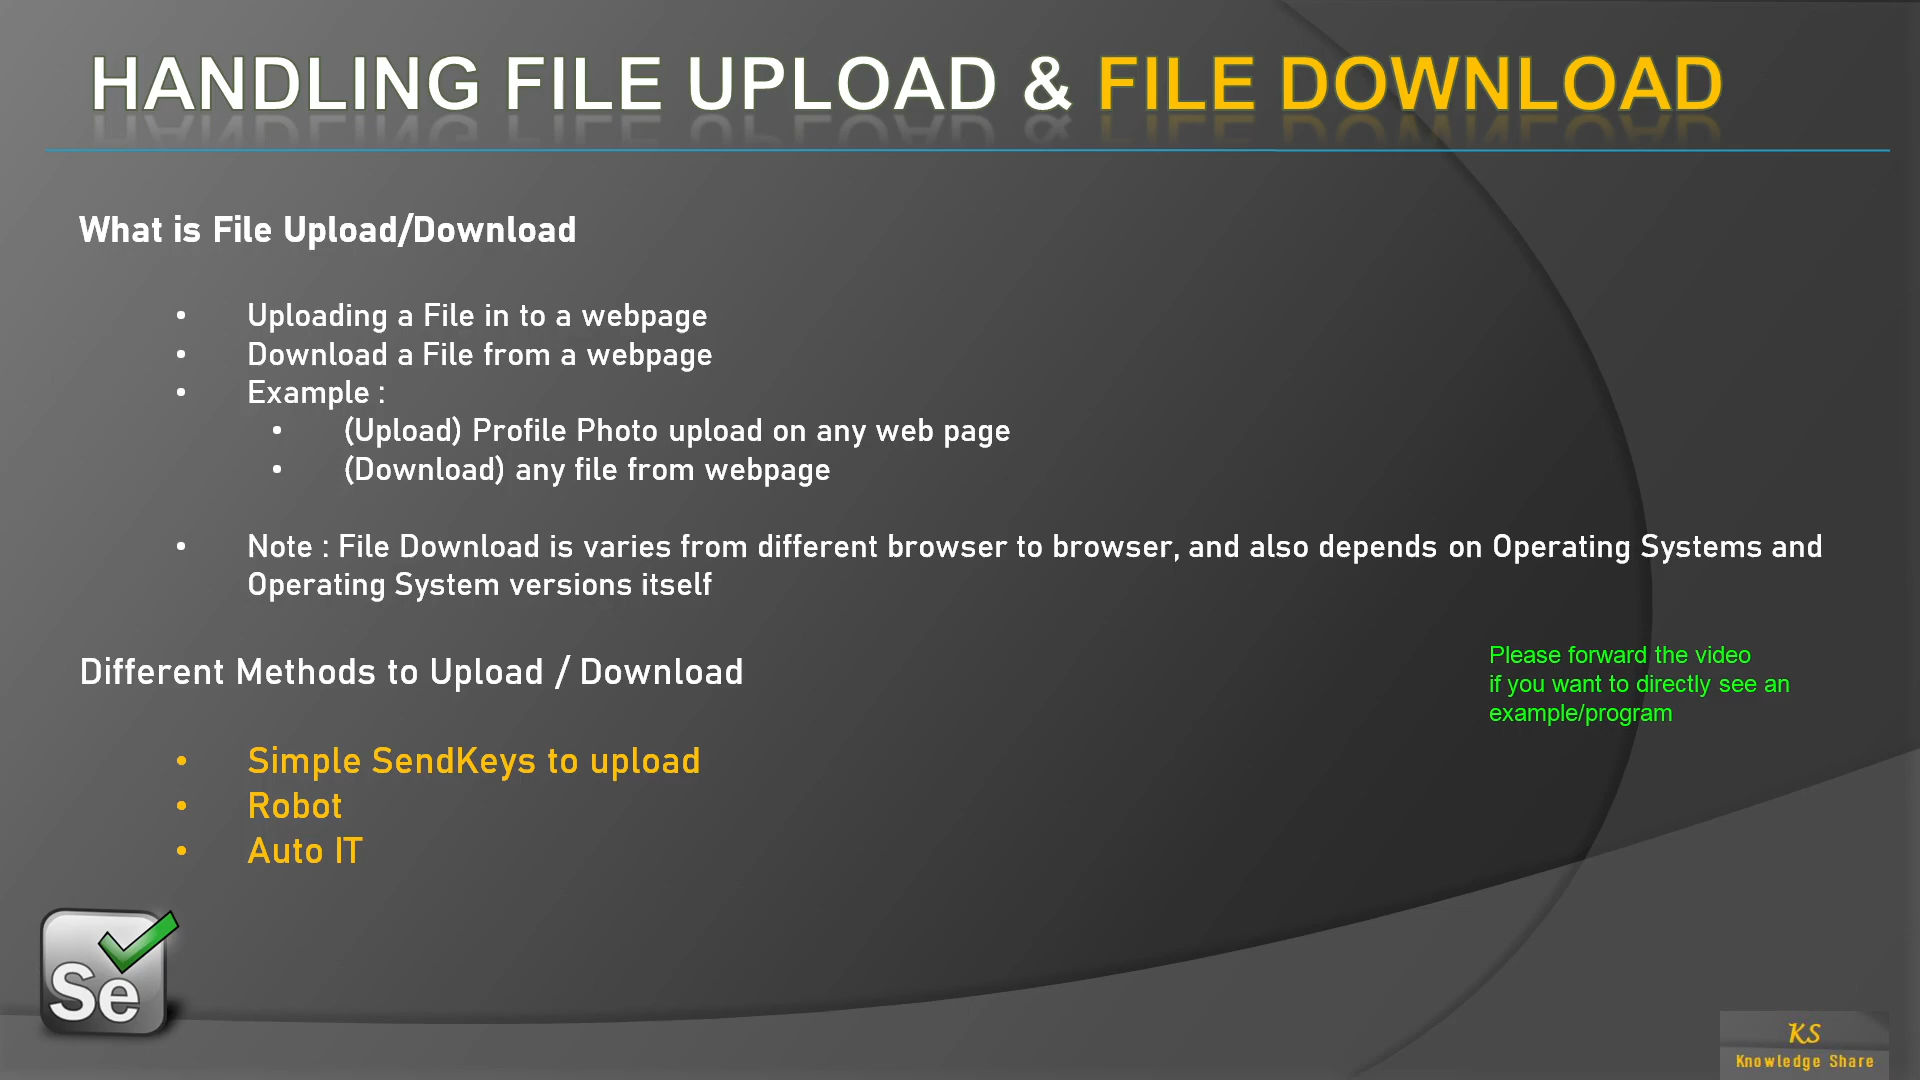 HANDLING FILE UPLOAD & FILE DOWNLOAD
What is File Upload/Download
• Uploading a File in to a webpage
• Download a File from a webpage
• Example :
• (Upload) Profile Photo upload on any web page
• (Download) any file from webpage
• Note : File Download is varies from different browser to browser, and also depends on Operating Systems and
Operating System versions itself
Different Methods to Upload / Download
Please forward the video
if you want to directly see an
example/program
• Simple SendKeys to upload
• Robot
• Auto IT
Se
KS
Knowledge Share